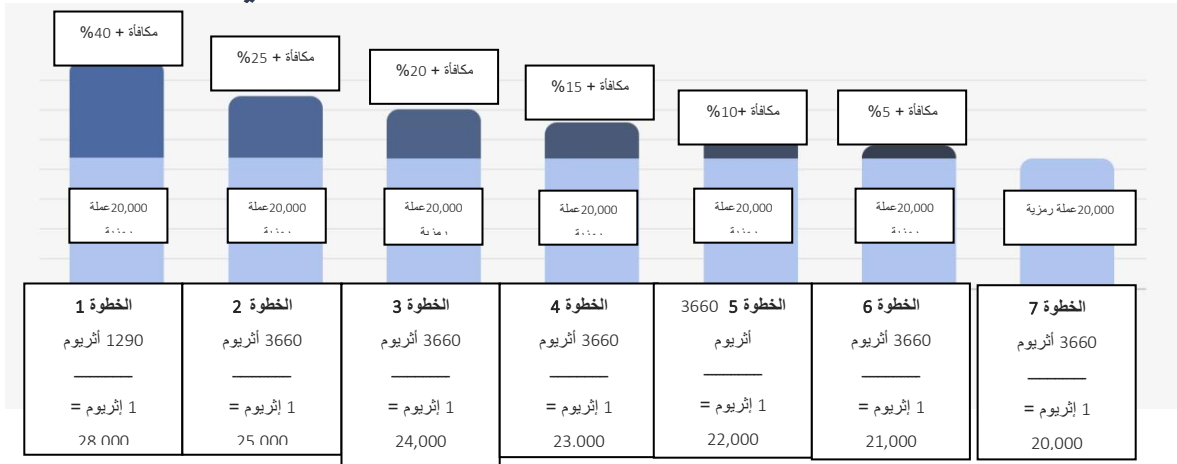 مكافأة + 40%
مكافأة + 25%
مكافأة + 20%
مكافأة + 15%
مكافأة +10%
مكافأة + 5%
20,000عملة
20,000عملة
20,000عملة
20,000عملة
20,000عملة
20,000عملة
20,000عملة رمزية
الخطوة 1
1290 أثريوم
1 إثريوم =
28,000
الخطوة 2
3660 أثريوم
1 إثريوم =
25,000
الخطوة 3
3660 أثريوم
1 إثريوم =
24,000
الخطوة 4
3660 أثريوم
1 إثريوم =
23.000
الخطوة 5 3660
أثريوم
1 إثريوم =
22,000
الخطوة 6
3660 أثريوم
1 إثريوم =
21,000
الخطوة 7
3660 أثريوم
1 إثريوم =
20,000